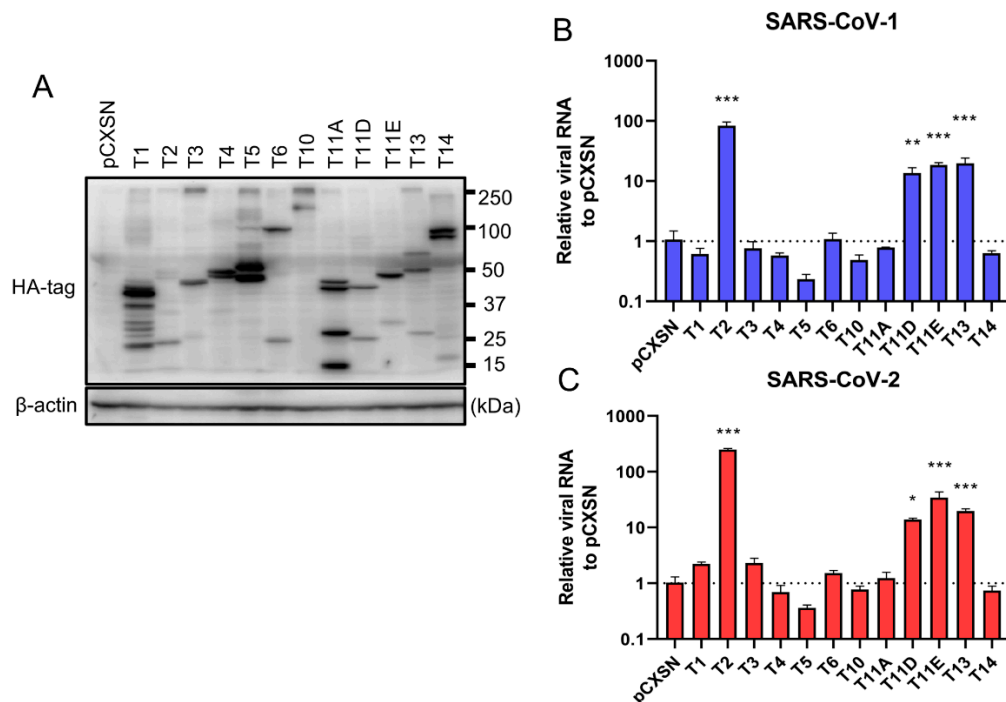 A
pCXSN
T1
T2
T3
T4
T5
T6
T10
T11A
T11D
T11E
T13
T14
HA-tag
250
100
50
37
25
15
β-actin
(kDa)
B
SARS-CoV-1
Relative viral RNA
to pCXSN
1000
100
10
1
0.1
***
**
***
***
pCXSN
T1
T2
T3
T4
T5
T6
T10
T11A
T11D
T11E
T13
T14
C
SARS-CoV-2
Relative viral RNA
to pCXSN
1000
100
10
1
0.1
***
*
***
***
pCXSN
T1
T2
T3
T4
T5
T6
T10
T11A
T11D
T11E
T13
T14